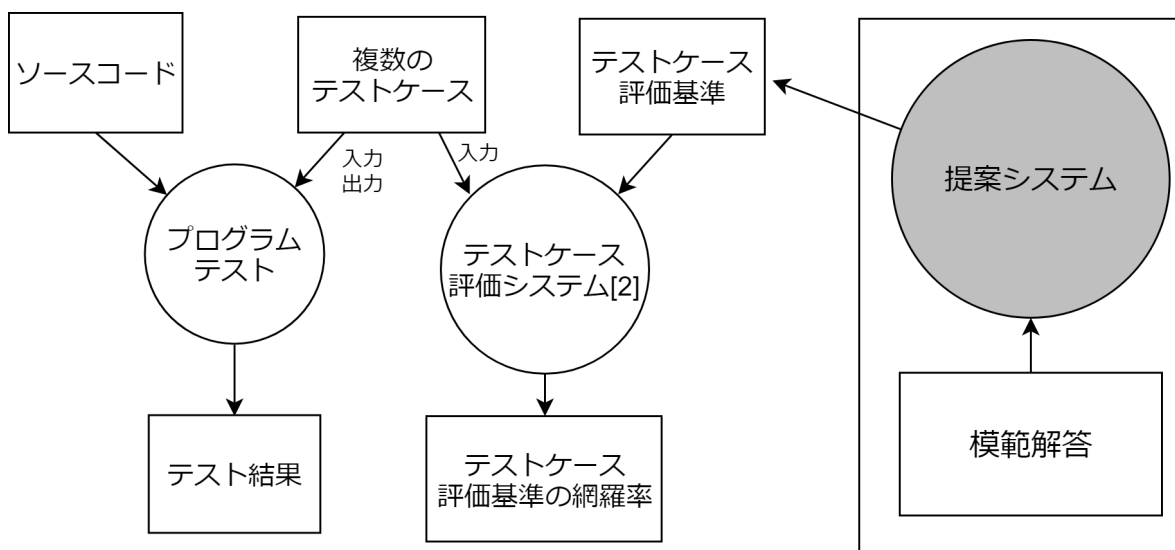 ソースコード
複数の
テストケース
テストケース
評価基準
提案システム
入力
出力
入力
プログラム
テスト
テストケース
評価システム[2]
模範解答
テスト結果
テストケース
評価基準の網羅率